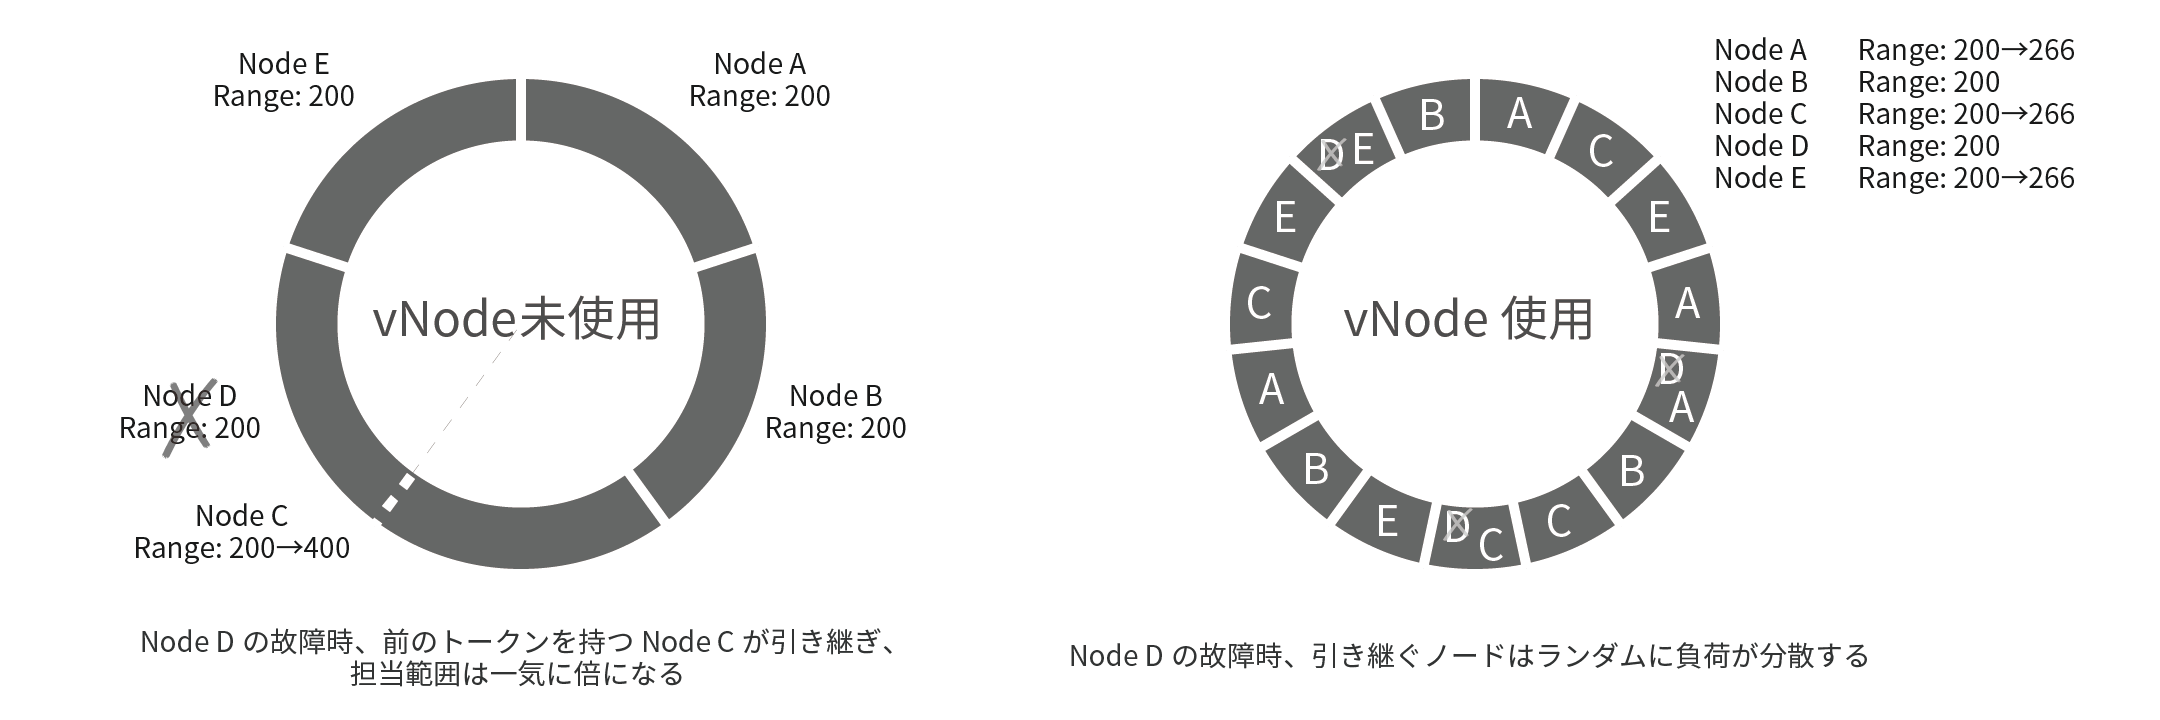 Node E
Range: 200
Node A
Range: 200
vNode未使用
Node D
Range: 200
Node B
Range: 200
Node C
Range: 200→400
Node D の故障時、前のトークンを持つ Node C が引き継ぎ、
担当範囲は一気に倍になる
Node A Range: 200→266
Node B Range: 200
Node C Range: 200→266
Node D Range: 200
Node E Range: 200→266
A
C
E
A
D
A
B
C
D
C
E
B
A
C
E
D E
B
vNode 使用
Node D の故障時、引き継ぐノードはランダムに負荷が分散する